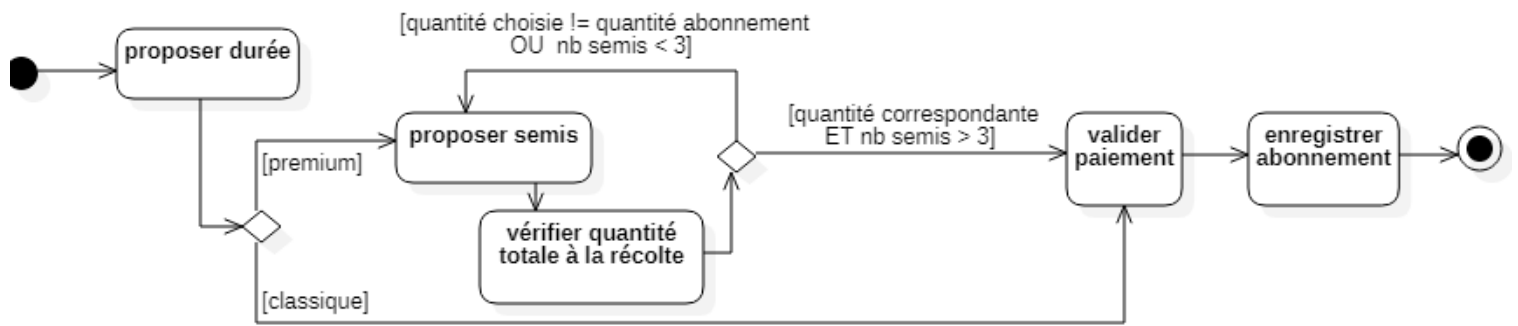 proposer durée
[quantité choisie != quantité abonnement
OU nb semis < 3]
[premium]
proposer semis
vérifier quantité
totale à la récolte
[quantité correspondante
ET nb semis > 3]
valider
paiement
enregistrer
abonnement
[classique]